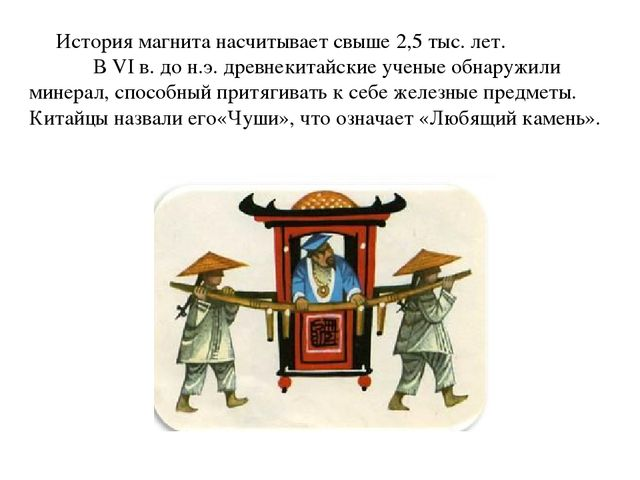 История магнита насчитывает свыше 2,5 тыс. лет.
В VI в. до н.э. древнекитайские ученые обнаружили
минерал, способный притягивать к себе железные предметы.
Китайцы назвали его«Чуши», что означает «Любящий камень».